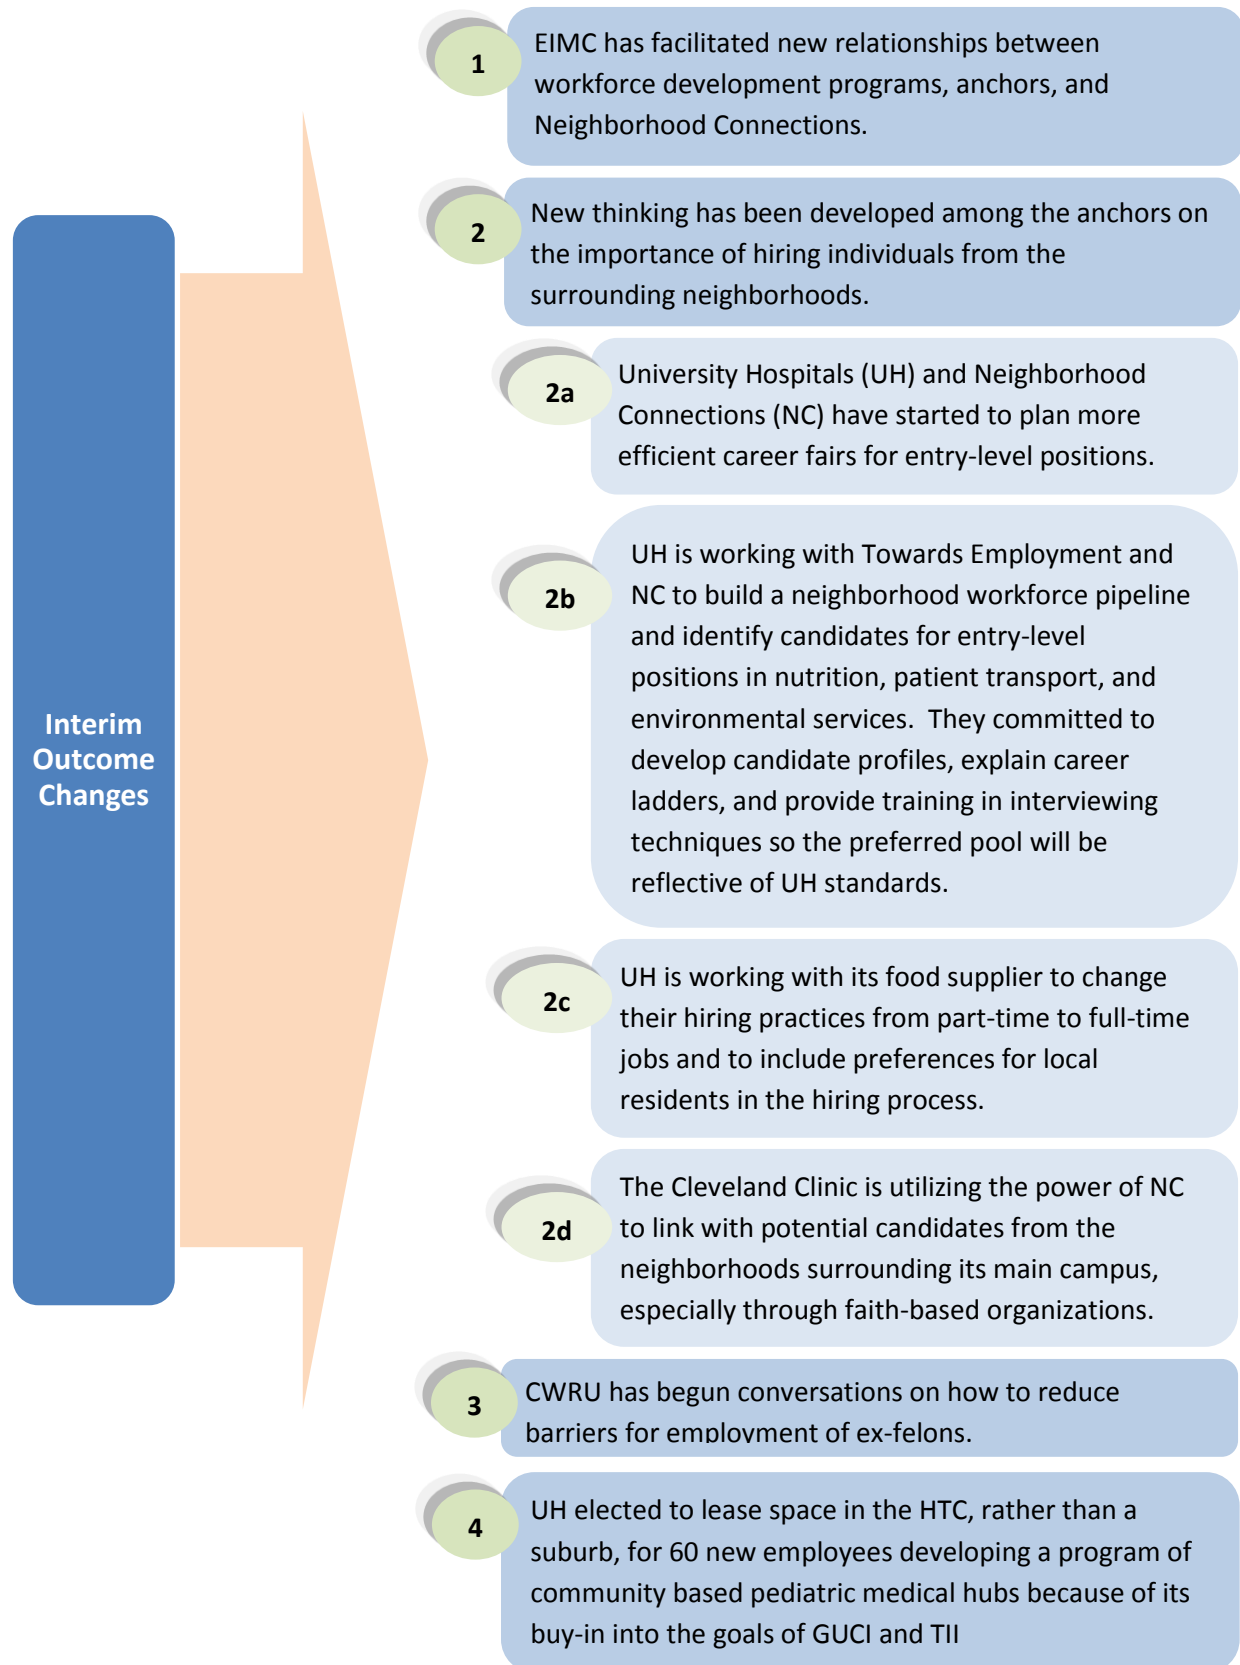 Interim
Outcome
Changes
1
EIMC has facilitated new relationships between
workforce development programs, anchors, and
Neighborhood Connections.
2
New thinking has been developed among the anchors on
the importance of hiring individuals from the
surrounding neighborhoods.
2a
University Hospitals (UH) and Neighborhood
Connections (NC) have started to plan more
efficient career fairs for entry-level positions.
2b
UH is working with Towards Employment and
NC to build a neighborhood workforce pipeline
and identify candidates for entry-level
positions in nutrition, patient transport, and
environmental services.  They committed to
develop candidate profiles, explain career
ladders, and provide training in interviewing
techniques so the preferred pool will be
reflective of UH standards.
2c
UH is working with its food supplier to change
their hiring practices from part-time to full-time
jobs and to include preferences for local
residents in the hiring process.
2d
The Cleveland Clinic is utilizing the power of NC
to link with potential candidates from the
neighborhoods surrounding its main campus,
especially through faith-based organizations.
3
CWRU has begun conversations on how to reduce
barriers for employment of ex-felons.
4
UH elected to lease space in the HTC, rather than a
suburb, for 60 new employees developing a program of
community based pediatric medical hubs because of its
buy-in into the goals of GUCI and TII